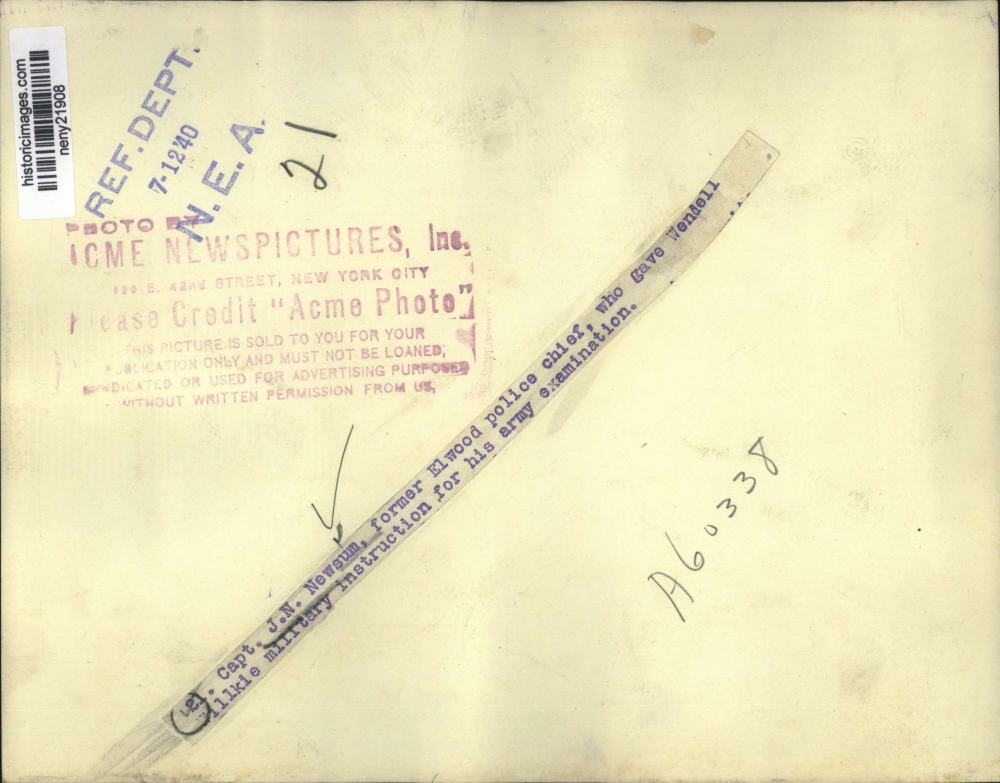 historicimages.com
neny21908
REF. DEPT.
7-12'40
N. E. A.
21
PHOTO BY
ACME NEWSPICTURES, Inc.
E. 42nd STREET, NEW YORK CITY
Please Credit "Acme Photo"
THIS PICTURE IS SOLD TO YOU FOR YOUR
PUBLICATION ONLY AND MUST NOT BE LOANED,
SYNDICATED OR USED FOR ADVERTISING PURPOSES
WITHOUT WRITTEN PERMISSION FROM US,
21. Capt. J.N. Newsum, former Elwood police chief, who gave Wendell
Willkie military instruction for his army examination.
A60338